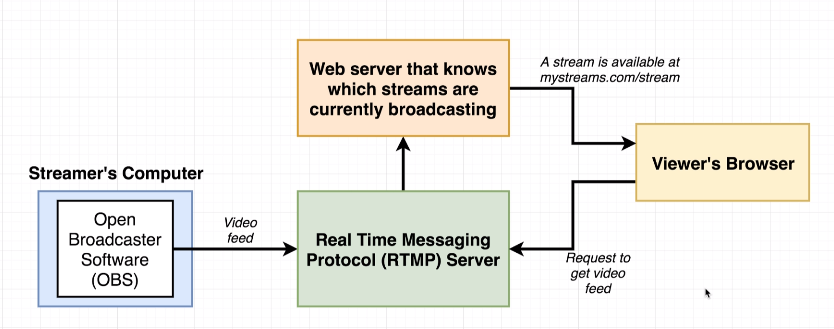 Web server that knows
which streams are
currently broadcasting
A stream is available at
mystreams.com/stream
Viewer's Browser
Streamer's Computer
Open
Broadcaster
Software
(OBS)
Video
feed
Real Time Messaging
Protocol (RTMP) Server
Request to
get video
feed